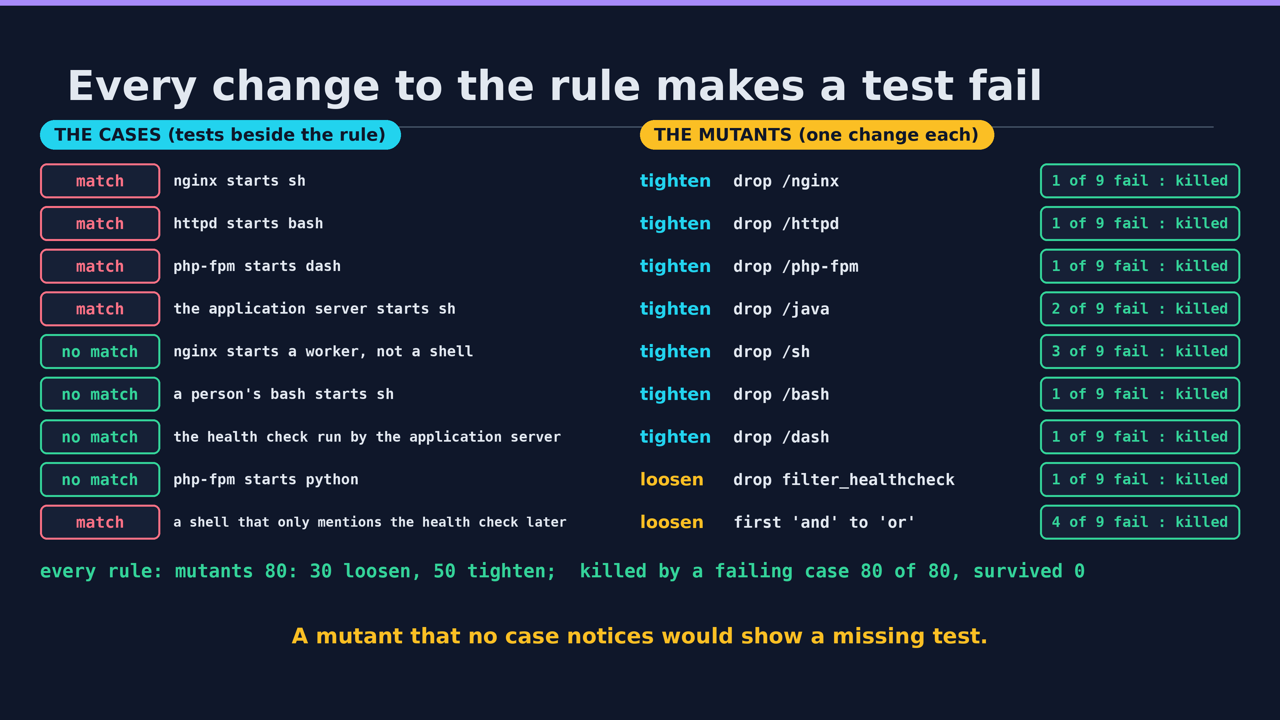 Every change to the rule makes a test fail
THE CASES (tests beside the rule)
match nginx starts sh
match httpd starts bash
match php-fpm starts dash
match the application server starts sh
no match nginx starts a worker, not a shell
no match a person's bash starts sh
no match the health check run by the application server
no match php-fpm starts python
match a shell that only mentions the health check later
THE MUTANTS (one change each)
tighten drop /nginx 1 of 9 fail : killed
tighten drop /httpd 1 of 9 fail : killed
tighten drop /php-fpm 1 of 9 fail : killed
tighten drop /java 2 of 9 fail : killed
tighten drop /sh 3 of 9 fail : killed
tighten drop /bash 1 of 9 fail : killed
tighten drop /dash 1 of 9 fail : killed
loosen drop filter_healthcheck 1 of 9 fail : killed
loosen first 'and' to 'or' 4 of 9 fail : killed
every rule: mutants 80: 30 loosen, 50 tighten; killed by a failing case 80 of 80, survived 0
A mutant that no case notices would show a missing test.